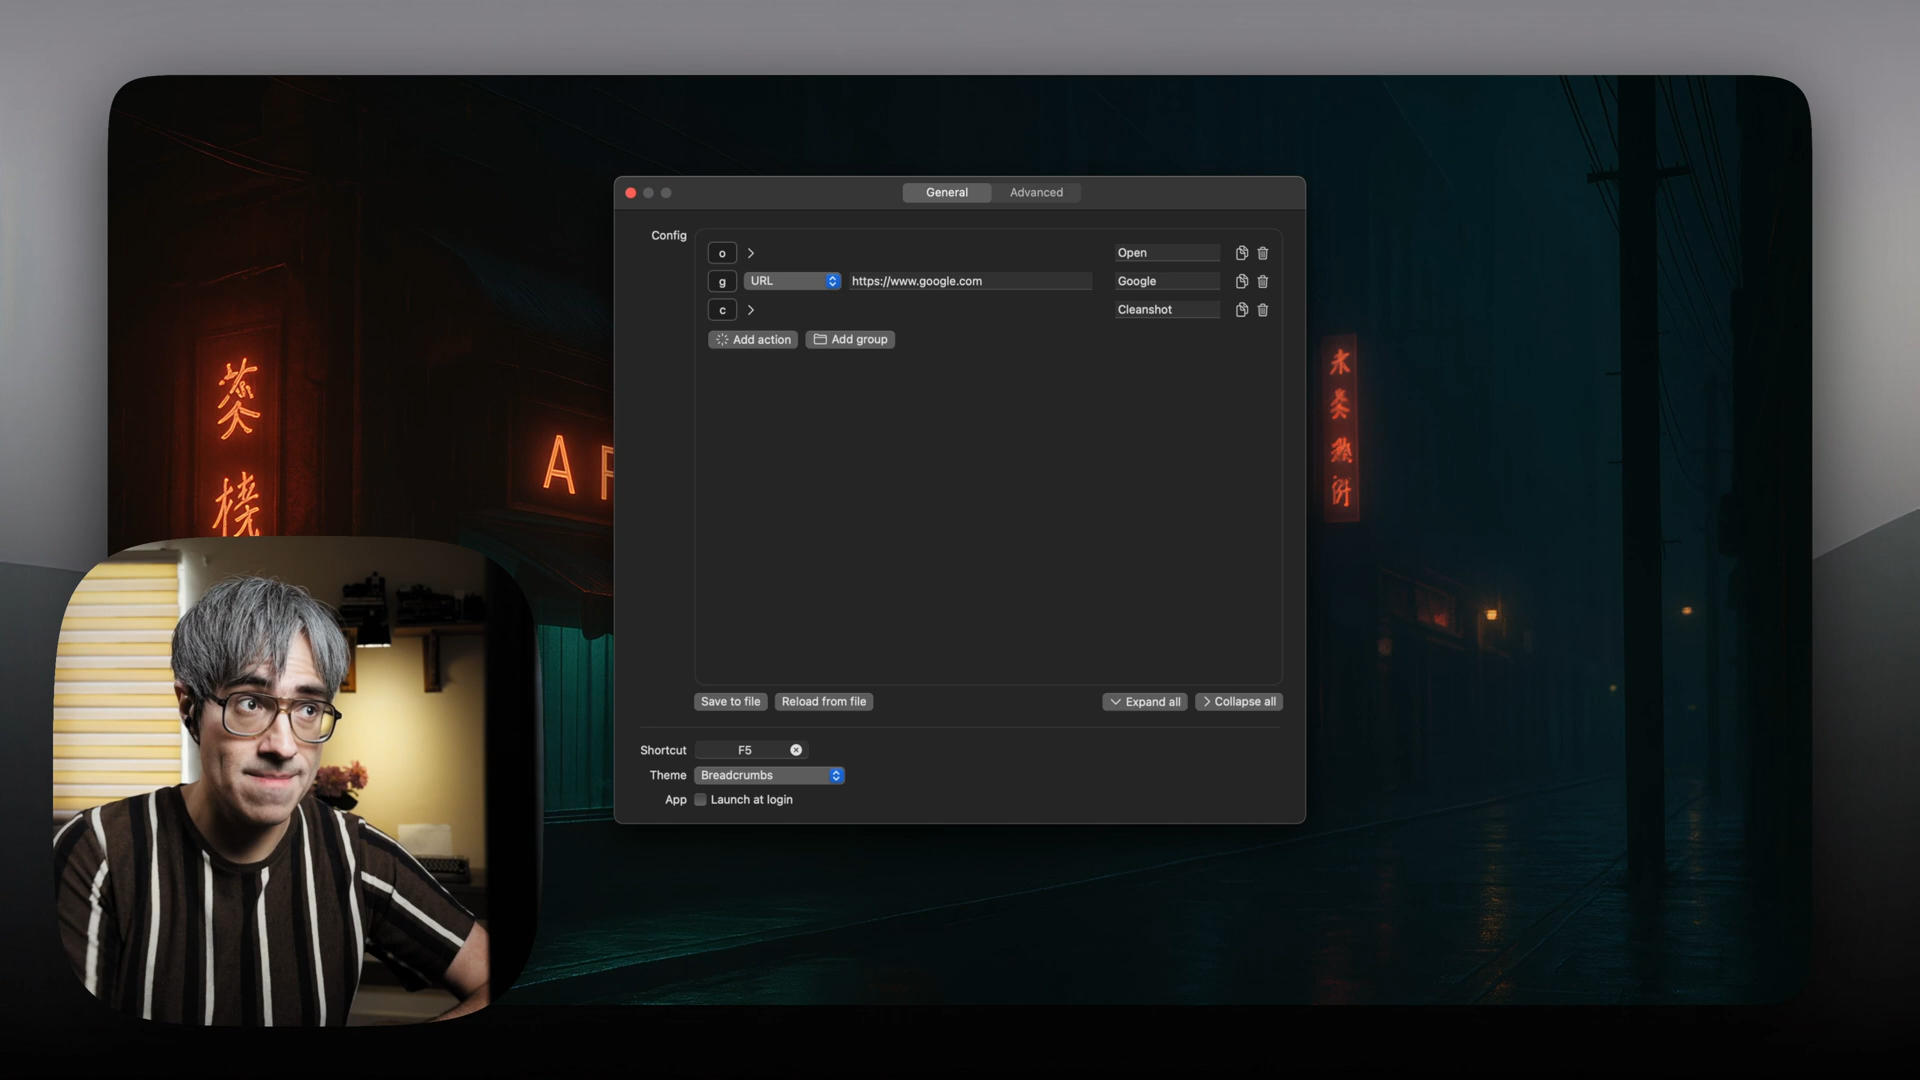 General Advanced
Config
o Open
g URL https://www.google.com Google
c Cleanshot
Add action Add group
Save to file Reload from file Expand all Collapse all
Shortcut F5
Theme Breadcrumbs
App Launch at login
A